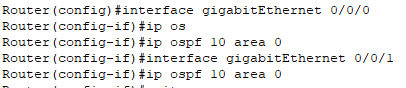 Router(config)#interface gigabitEthernet 0/0/0
Router(config-if)#ip os
Router(config-if)#ip ospf 10 area 0
Router(config-if)#interface gigabitEthernet 0/0/1
Router(config-if)#ip ospf 10 area 0